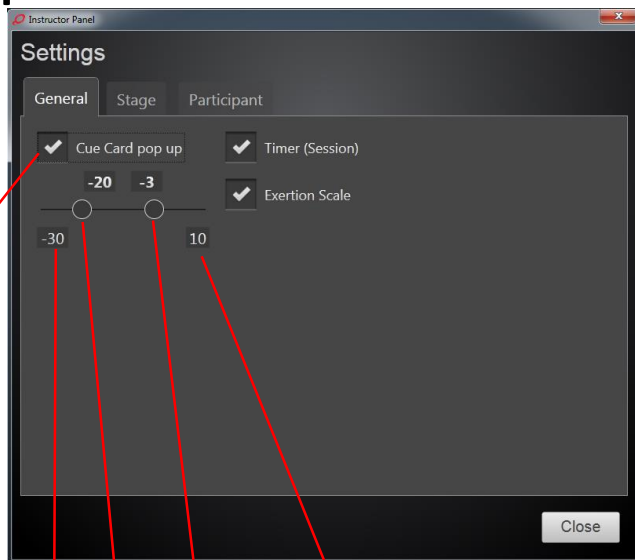 Instructor Panel
Settings
General Stage Participant
Cue Card pop up Timer (Session)
-20 -3 Exertion Scale
-30 10
Close